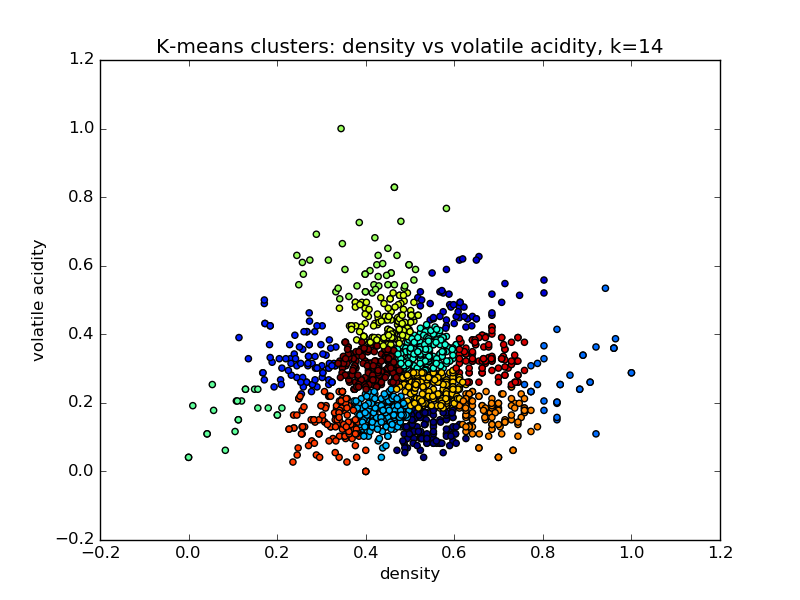 K-means clusters: density vs volatile acidity, k=14
1.2
1.0
0.8
0.6
0.4
0.2
0.0
−0.2
volatile acidity
−0.2 0.0 0.2 0.4 0.6 0.8 1.0 1.2
density